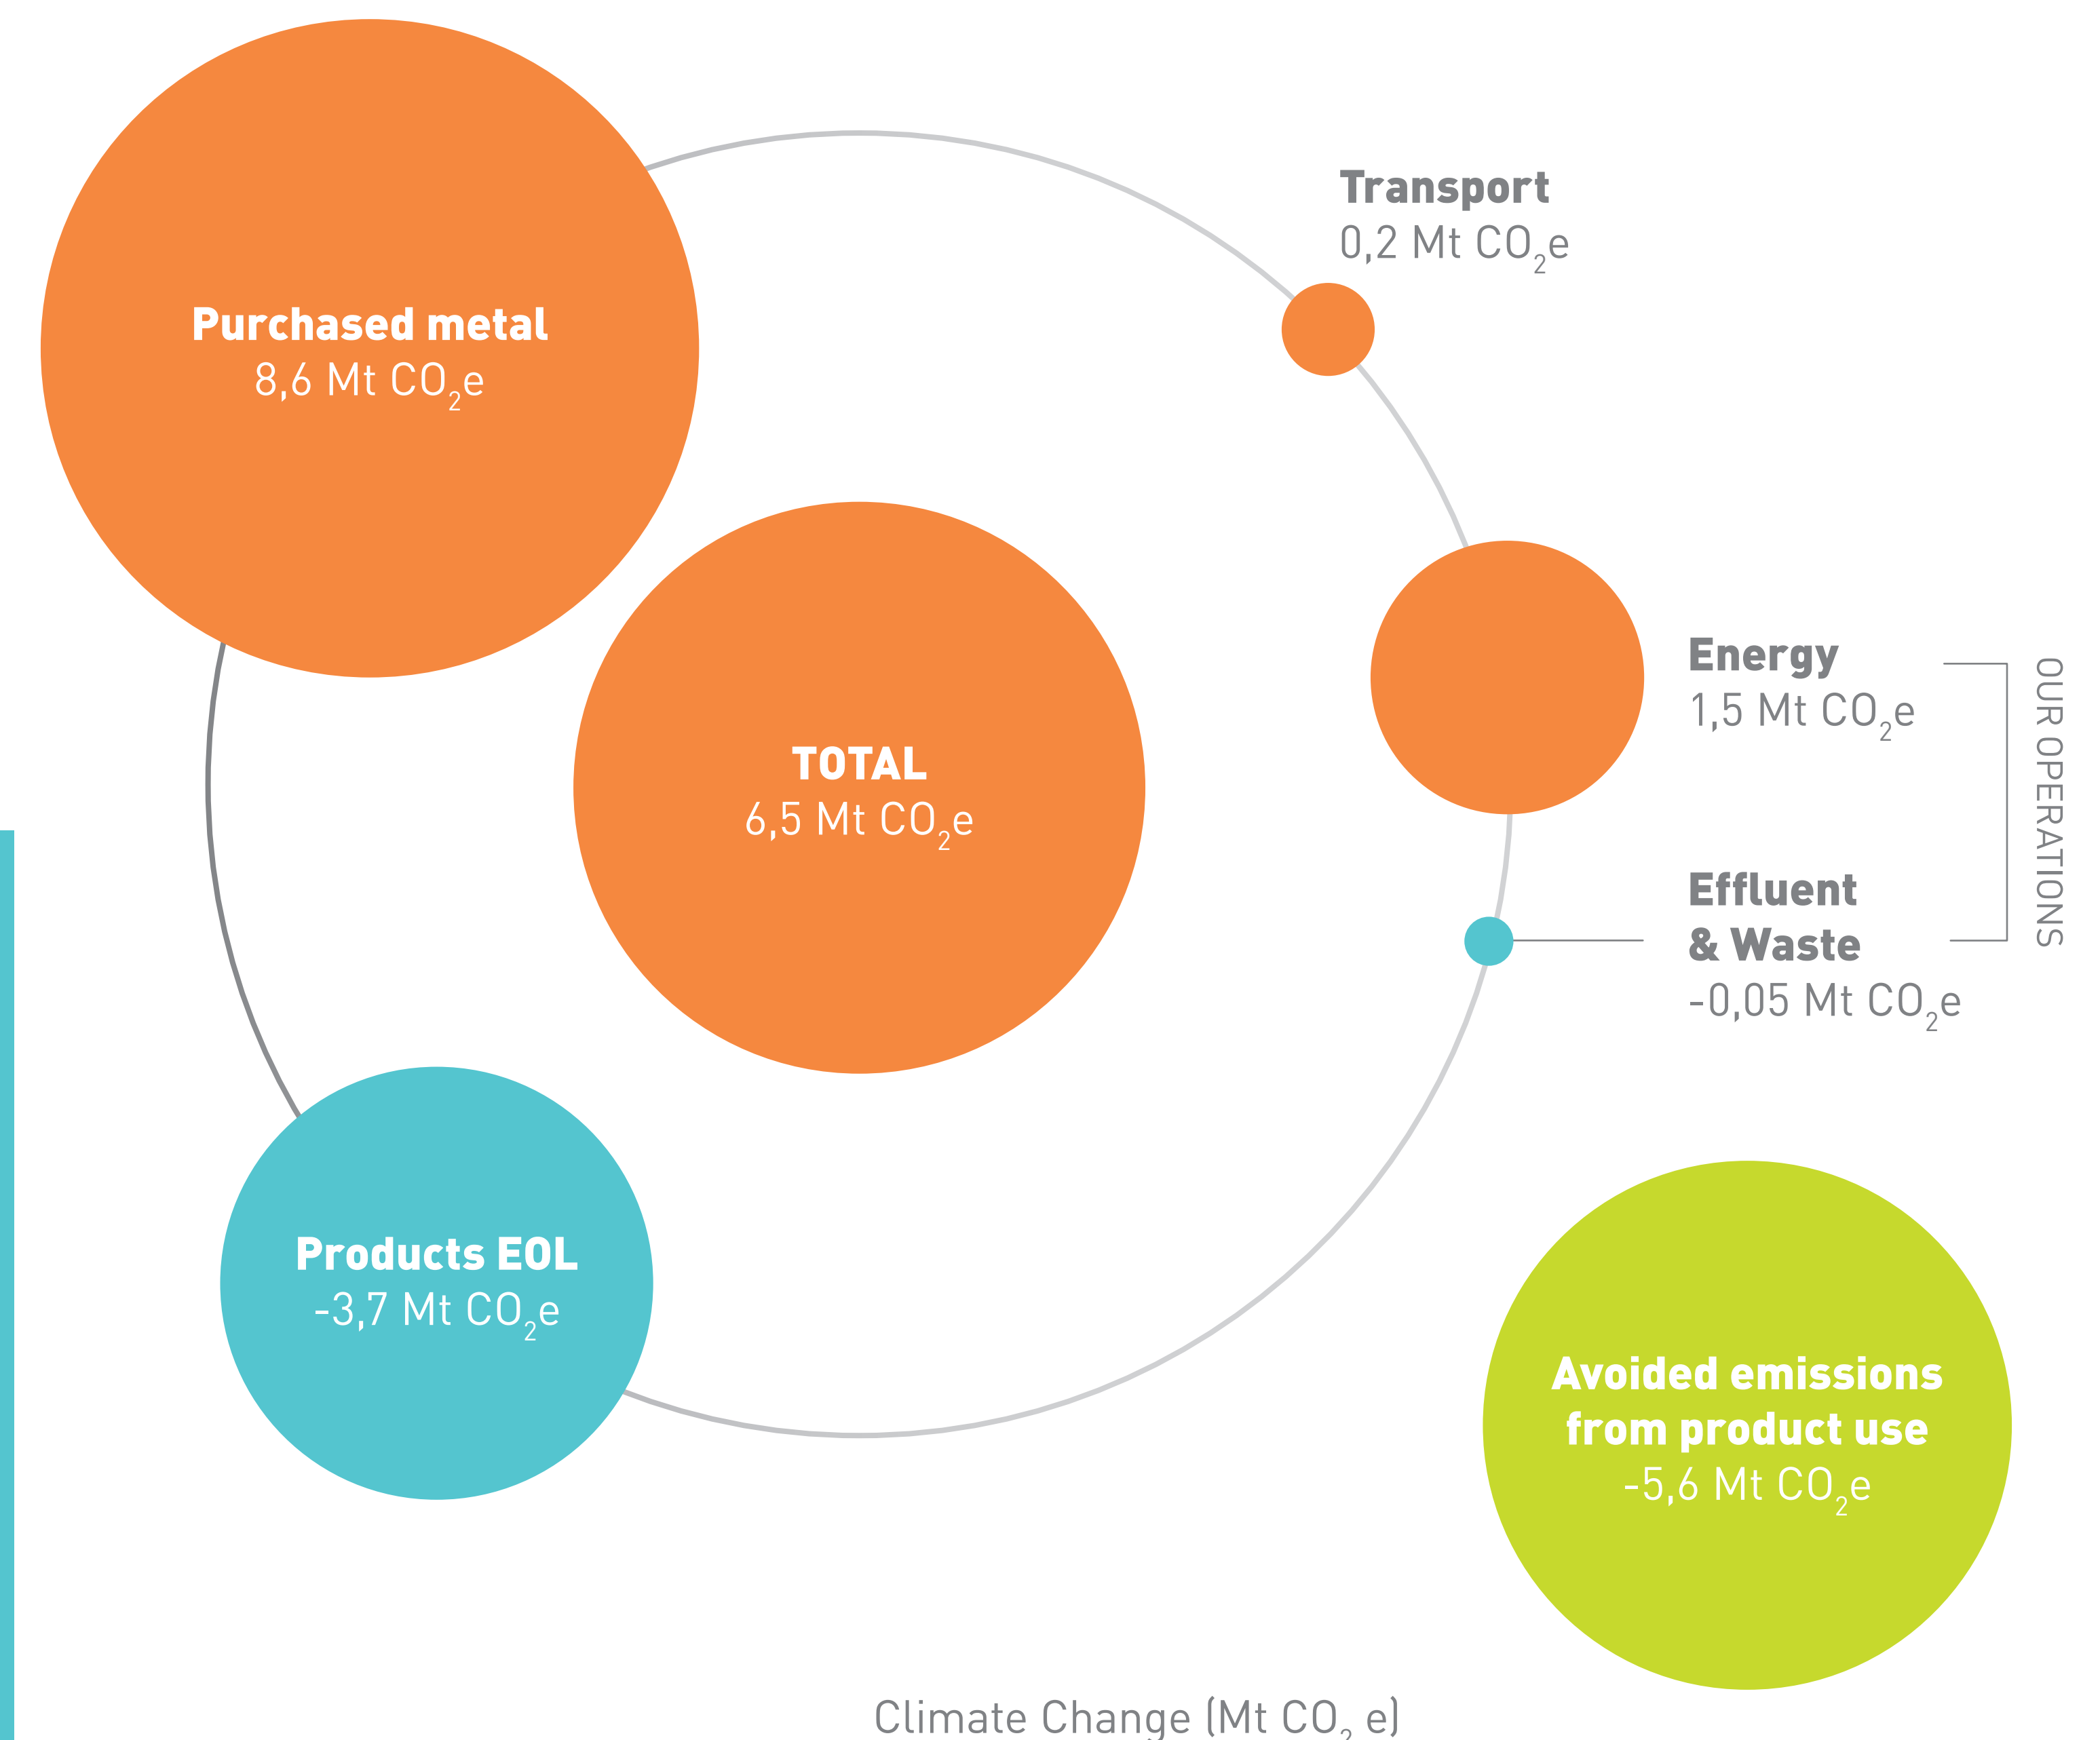 Transport
0,2 Mt CO₂e
Purchased metal
8,6 Mt CO₂e
Energy
1,5 Mt CO₂e
OUR OPERATIONS
TOTAL
6,5 Mt CO₂e
Effluent
& Waste
-0,05 Mt CO₂e
Products EOL
-3,7 Mt CO₂e
Avoided emissions
from product use
-5,6 Mt CO₂e
Climate Change (Mt CO₂ e)